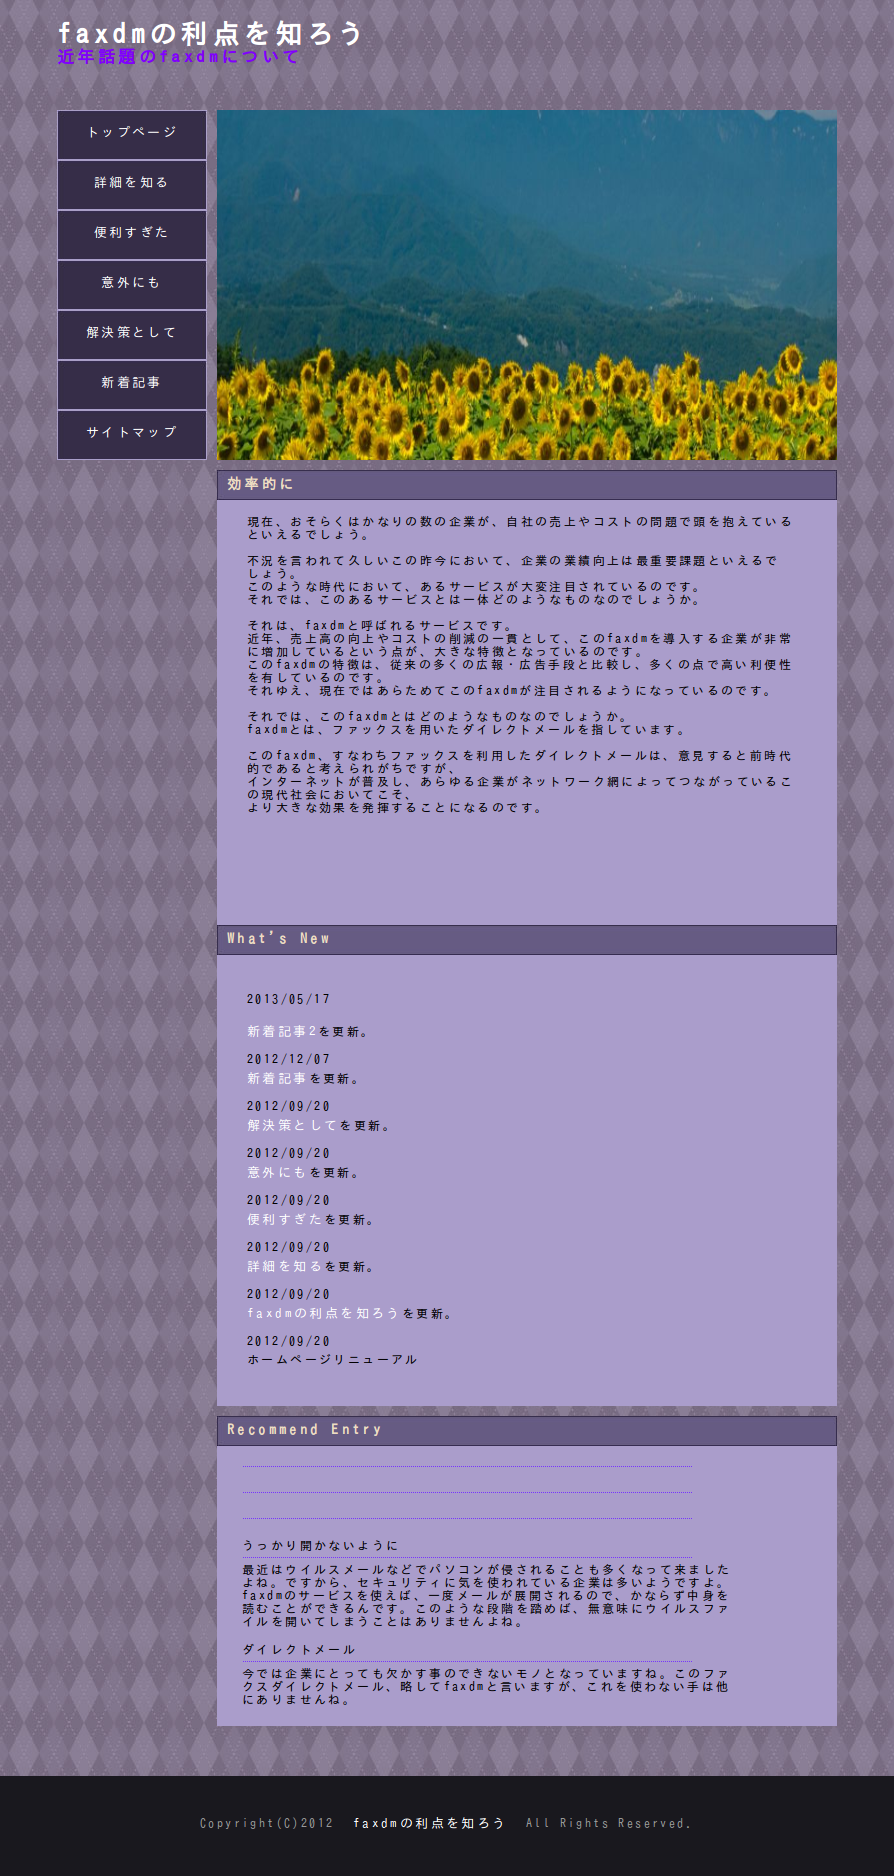 faxdmの利点を知ろう
近年話題のfaxdmについて
トップページ
詳細を知る
便利すぎた
意外にも
解決策として
新着記事
サイトマップ
効率的に
現在、おそらくはかなりの数の企業が、自社の売上やコストの問題で頭を抱えている
といえるでしょう。
不況を言われて久しいこの昨今において、企業の業績向上は最重要課題といえるで
しょう。
このような時代において、あるサービスが大変注目されているのです。
それでは、このあるサービスとは一体どのようなものなのでしょうか。
それは、faxdmと呼ばれるサービスです。
近年、売上高の向上やコストの削減の一貫として、このfaxdmを導入する企業が非常
に増加しているという点が、大きな特徴となっているのです。
このfaxdmの特徴は、従来の多くの広報・広告手段と比較し、多くの点で高い利便性
を有しているのです。
それゆえ、現在ではあらためてこのfaxdmが注目されるようになっているのです。
それでは、このfaxdmとはどのようなものなのでしょうか。
faxdmとは、ファックスを用いたダイレクトメールを指しています。
このfaxdm、すなわちファックスを利用したダイレクトメールは、意見すると前時代
的であると考えられがちですが、
インターネットが普及し、あらゆる企業がネットワーク網によってつながっているこ
の現代社会においてこそ、
より大きな効果を発揮することになるのです。
What's New
2013/05/17
新着記事2を更新。
2012/12/07
新着記事を更新。
2012/09/20
解決策としてを更新。
2012/09/20
意外にもを更新。
2012/09/20
便利すぎたを更新。
2012/09/20
詳細を知るを更新。
2012/09/20
faxdmの利点を知ろうを更新。
2012/09/20
ホームページリニューアル
Recommend Entry
うっかり開かないように
最近はウイルスメールなどでパソコンが侵されることも多くなって来ました
よね。ですから、セキュリティに気を使われている企業は多いようですよ。
faxdmのサービスを使えば、一度メールが展開されるので、かならず中身を
読むことができるんです。このような段階を踏めば、無意味にウイルスファ
イルを開いてしまうことはありませんよね。
ダイレクトメール
今では企業にとっても欠かす事のできないモノとなっていますね。このファ
クスダイレクトメール、略してfaxdmと言いますが、これを使わない手は他
にありませんね。
Copyright(C)2012 faxdmの利点を知ろう All Rights Reserved.